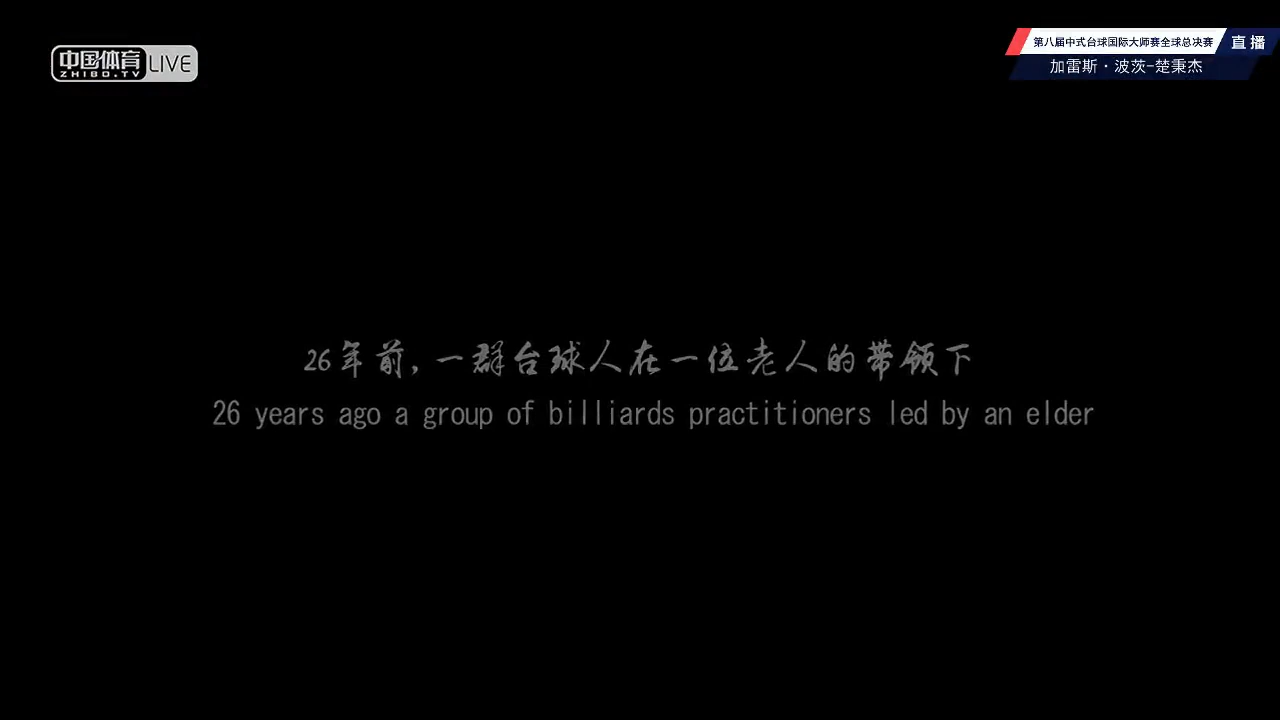 中国体育 LIVE
ZHIBO.TV
第八届中式台球国际大师赛全球总决赛 直播
加雷斯·波茨-楚秉杰
26年前,一群台球人在一位老人的带领下
26 years ago a group of billiards practitioners led by an elder